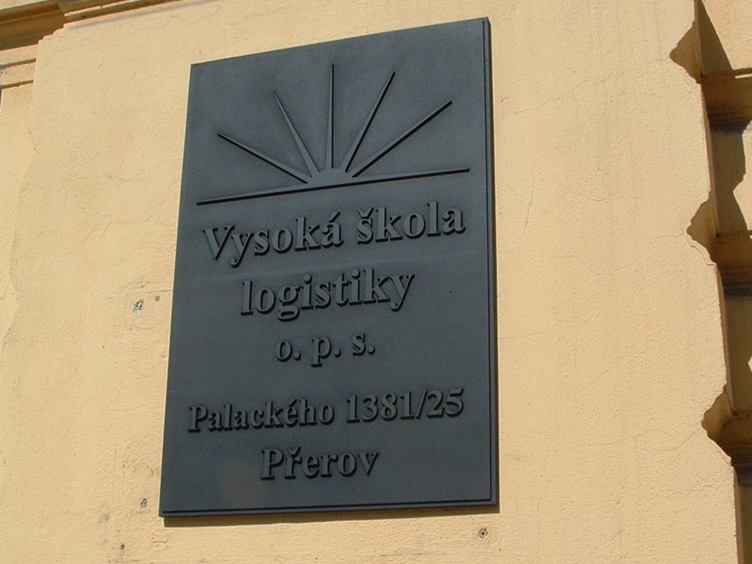 Vysoká škola
logistiky
o. p. s.
Palackého 1381/25
Přerov